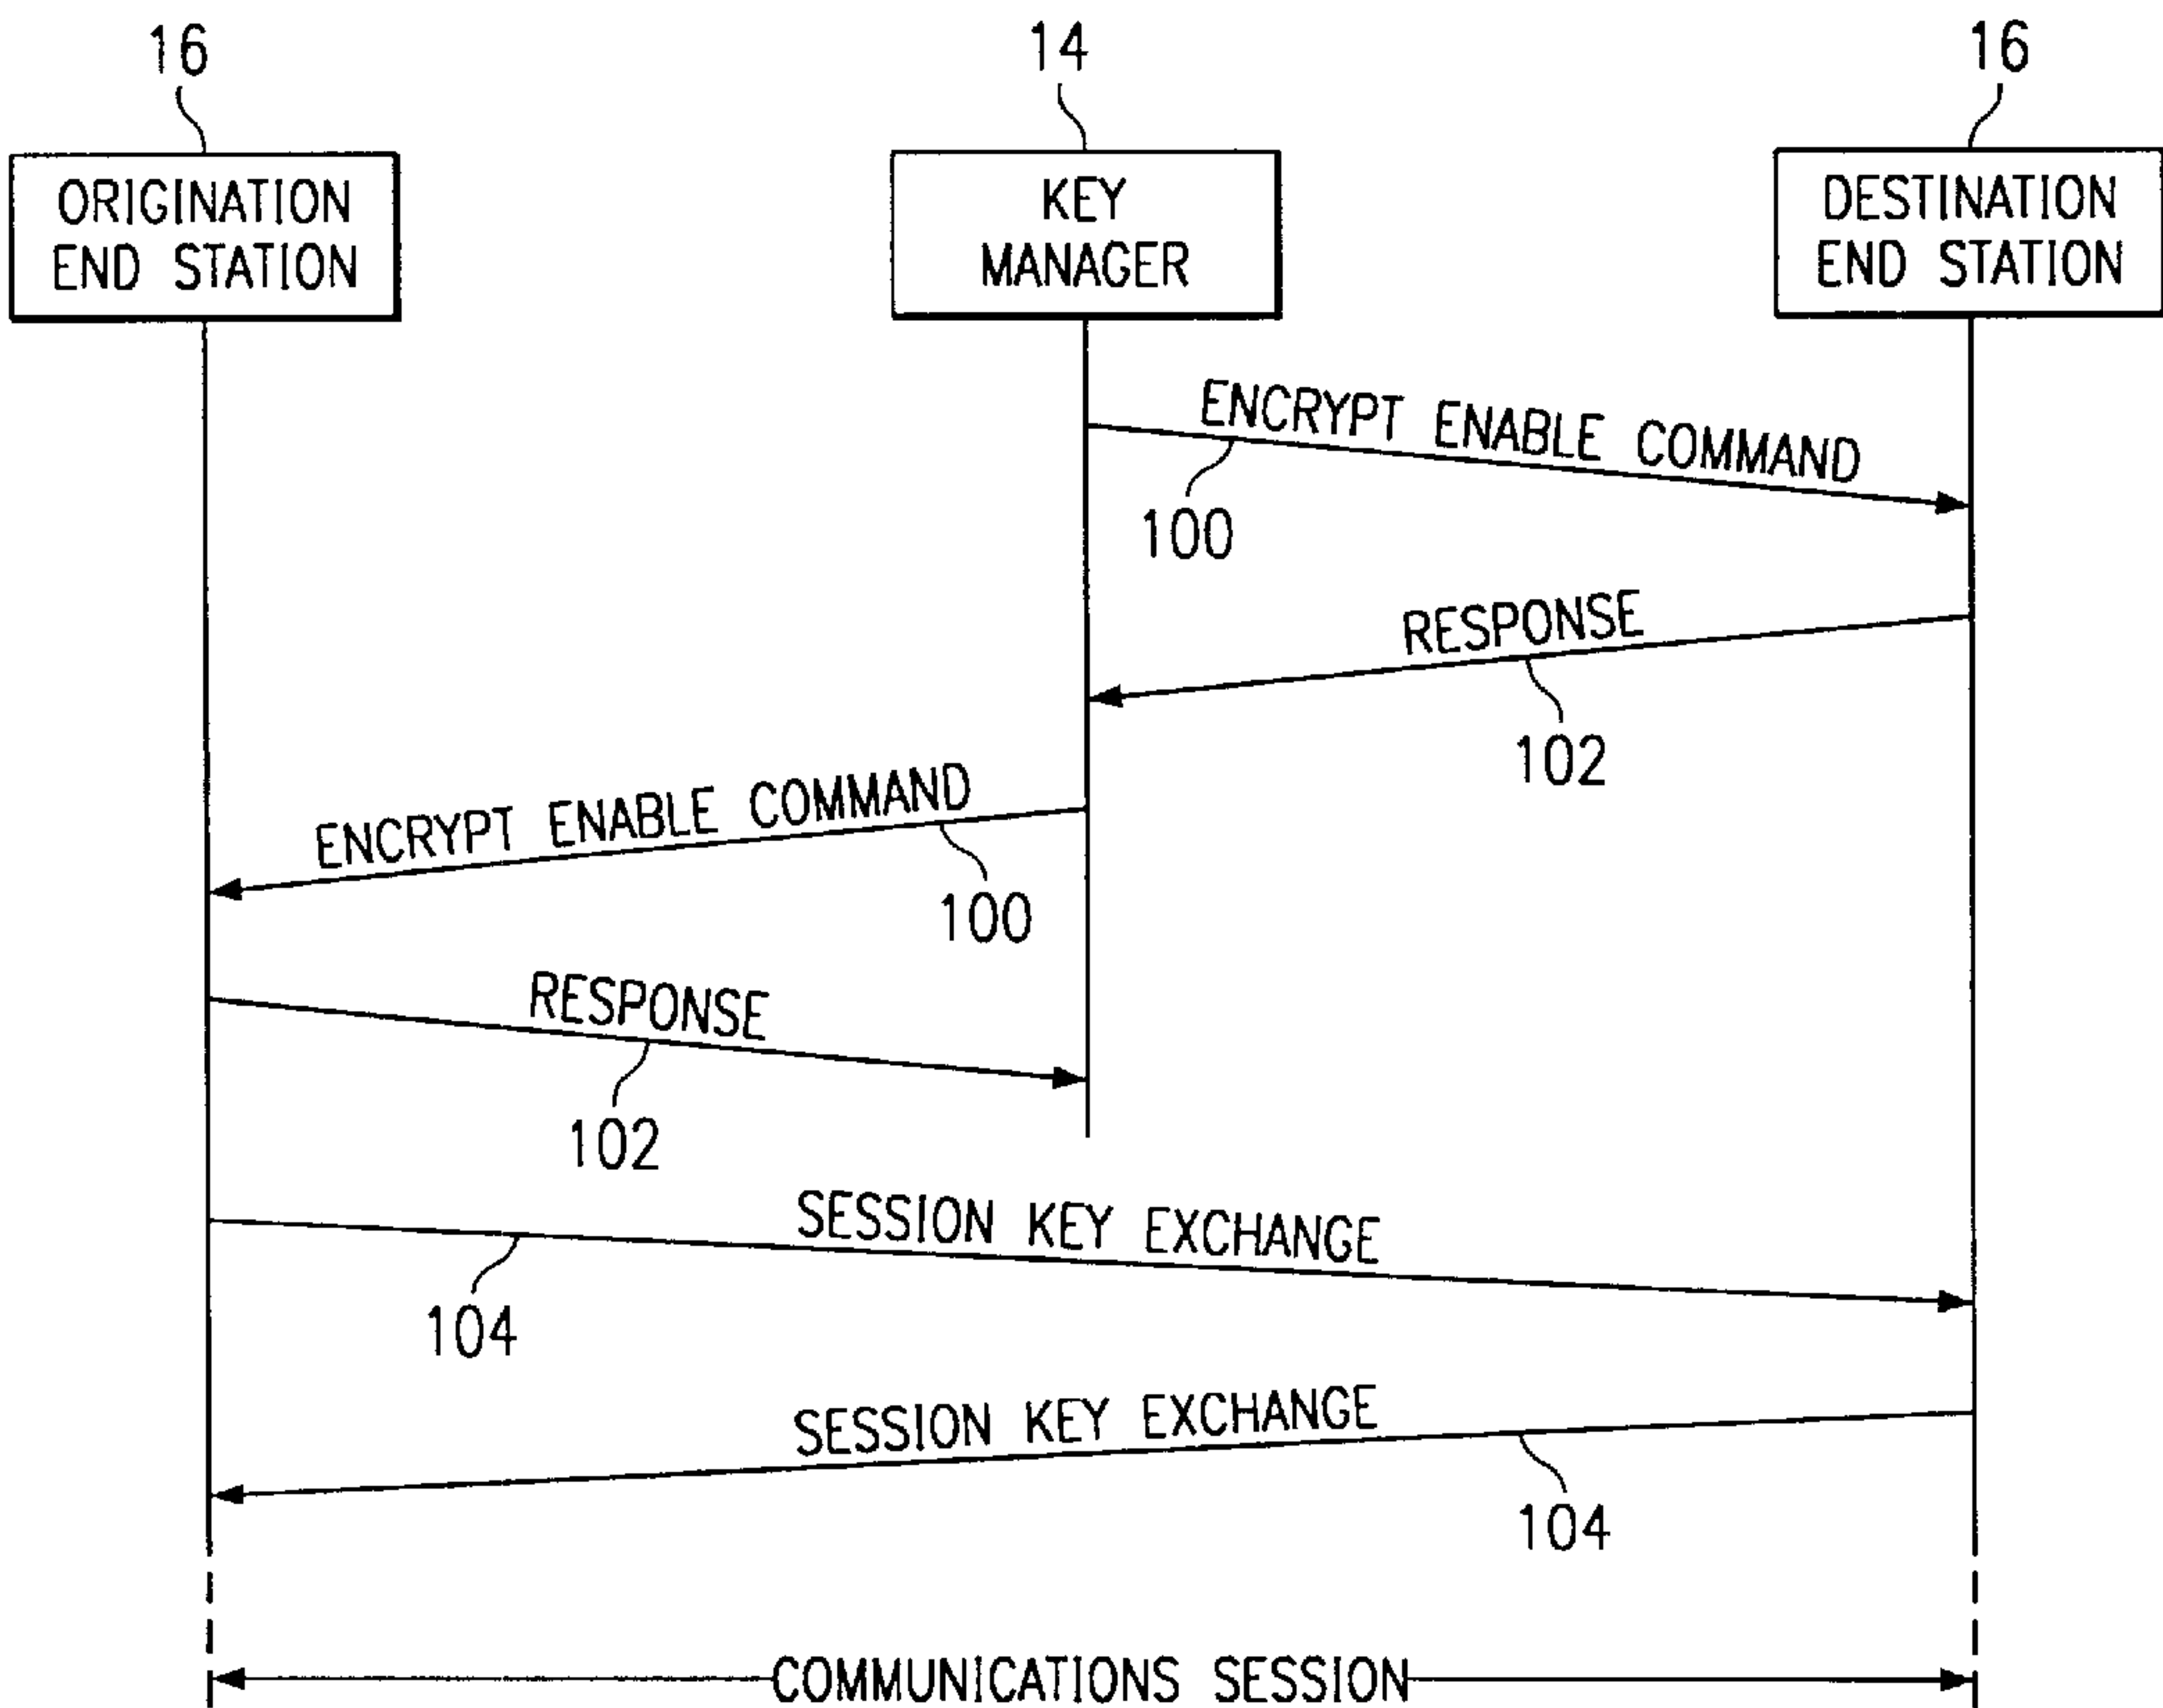 16
14
16
ORIGINATION
END STATION
KEY
MANAGER
DESTINATION
END STATION
ENCRYPT ENABLE COMMAND
100
RESPONSE
102
ENCRYPT ENABLE COMMAND
100
RESPONSE
102
SESSION KEY EXCHANGE
104
SESSION KEY EXCHANGE
104
COMMUNICATIONS SESSION